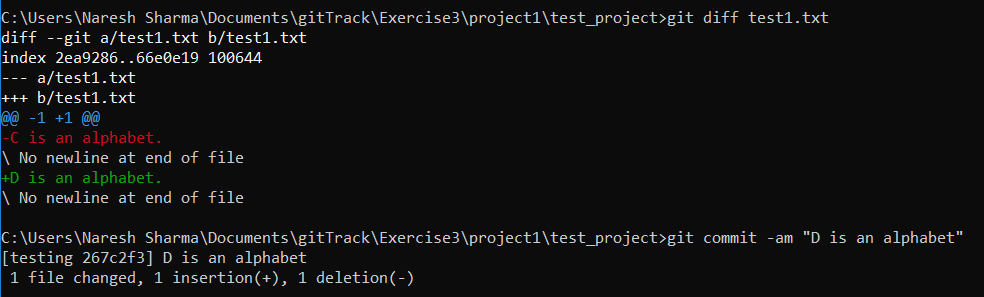 C:\Users\Naresh Sharma\Documents\gitTrack\Exercise3\project1\test_project>git diff test1.txt
diff --git a/test1.txt b/test1.txt
index 2ea9286..66e0e19 100644
--- a/test1.txt
+++ b/test1.txt
@@ -1 +1 @@
-C is an alphabet.
\ No newline at end of file
+D is an alphabet.
\ No newline at end of file
C:\Users\Naresh Sharma\Documents\gitTrack\Exercise3\project1\test_project>git commit -am "D is an alphabet"
[testing 267c2f3] D is an alphabet
 1 file changed, 1 insertion(+), 1 deletion(-)